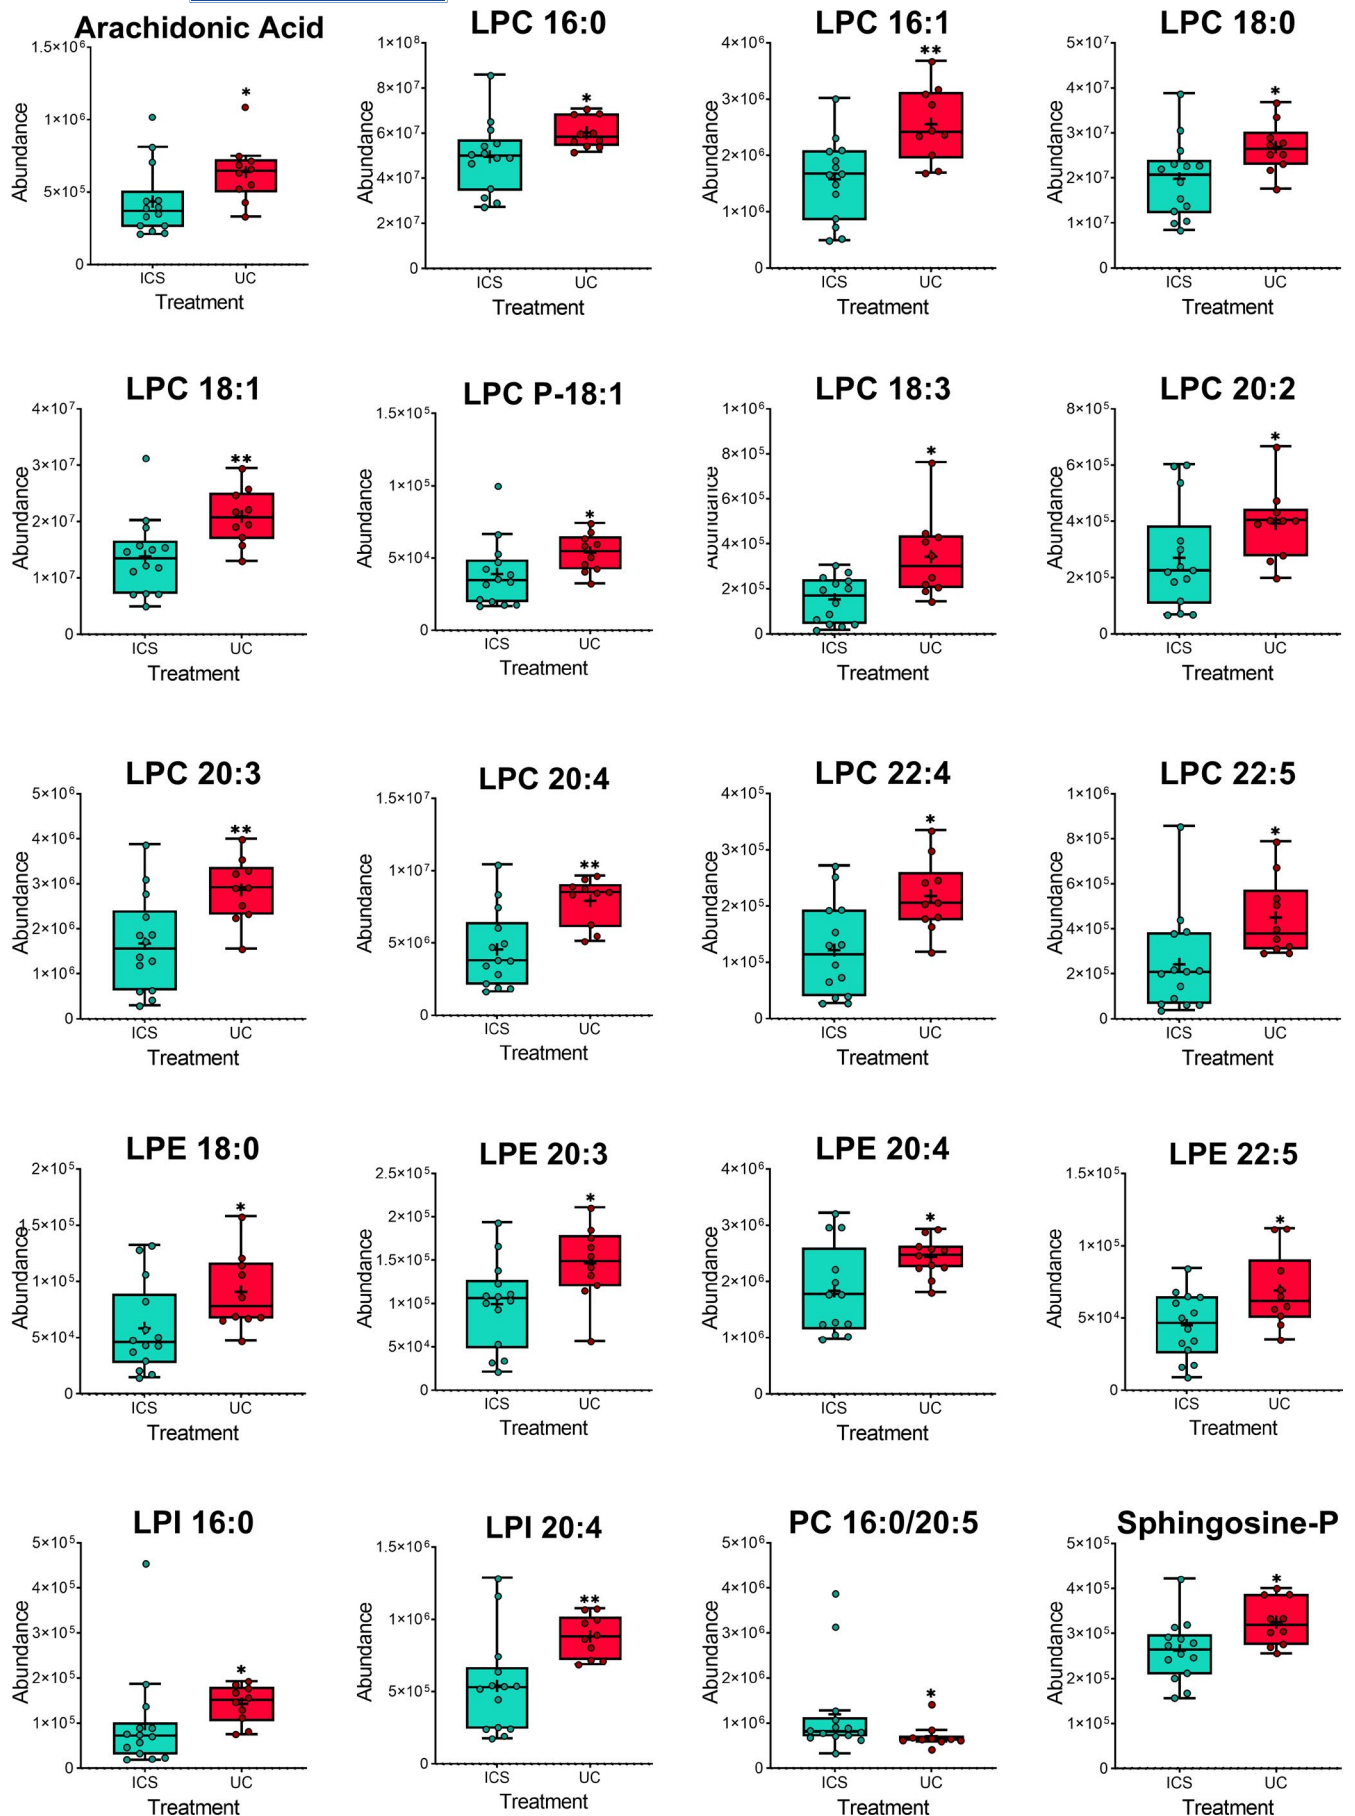 Arachidonic Acid
1.5×10⁶
1×10⁶
5×10⁵
0
Abundance
*
ICS
UC
Treatment
LPC 16:0
1×10⁸
8×10⁷
6×10⁷
4×10⁷
2×10⁷
0
Abundance
*
ICS
UC
Treatment
LPC 16:1
4×10⁶
3×10⁶
2×10⁶
1×10⁶
0
Abundance
**
ICS
UC
Treatment
LPC 18:0
5×10⁷
4×10⁷
3×10⁷
2×10⁷
1×10⁷
0
Abundance
*
ICS
UC
Treatment
LPC 18:1
4×10⁷
3×10⁷
2×10⁷
1×10⁷
0
Abundance
**
ICS
UC
Treatment
LPC P-18:1
1.5×10⁵
1×10⁵
5×10⁴
0
Abundance
*
ICS
UC
Treatment
LPC 18:3
1×10⁶
8×10⁵
6×10⁵
4×10⁵
2×10⁵
0
Abundance
*
ICS
UC
Treatment
LPC 20:2
8×10⁵
6×10⁵
4×10⁵
2×10⁵
0
Abundance
*
ICS
UC
Treatment
LPC 20:3
5×10⁶
4×10⁶
3×10⁶
2×10⁶
1×10⁶
0
Abundance
**
ICS
UC
Treatment
LPC 20:4
1.5×10⁷
1×10⁷
5×10⁶
0
Abundance
**
ICS
UC
Treatment
LPC 22:4
4×10⁵
3×10⁵
2×10⁵
1×10⁵
0
Abundance
*
ICS
UC
Treatment
LPC 22:5
1×10⁶
8×10⁵
6×10⁵
4×10⁵
2×10⁵
0
Abundance
*
ICS
UC
Treatment
LPE 18:0
2×10⁵
1.5×10⁵
1×10⁵
5×10⁴
0
Abundance
*
ICS
UC
Treatment
LPE 20:3
2.5×10⁵
2×10⁵
1.5×10⁵
1×10⁵
5×10⁴
0
Abundance
*
ICS
UC
Treatment
LPE 20:4
4×10⁶
3×10⁶
2×10⁶
1×10⁶
0
Abundance
*
ICS
UC
Treatment
LPE 22:5
1.5×10⁵
1×10⁵
5×10⁴
0
Abundance
*
ICS
UC
Treatment
LPI 16:0
5×10⁵
4×10⁵
3×10⁵
2×10⁵
1×10⁵
0
Abundance
*
ICS
UC
Treatment
LPI 20:4
1.5×10⁶
1×10⁶
5×10⁵
0
Abundance
**
ICS
UC
Treatment
PC 16:0/20:5
5×10⁶
4×10⁶
3×10⁶
2×10⁶
1×10⁶
0
Abundance
*
ICS
UC
Treatment
Sphingosine-P
5×10⁵
4×10⁵
3×10⁵
2×10⁵
1×10⁵
0
Abundance
*
ICS
UC
Treatment